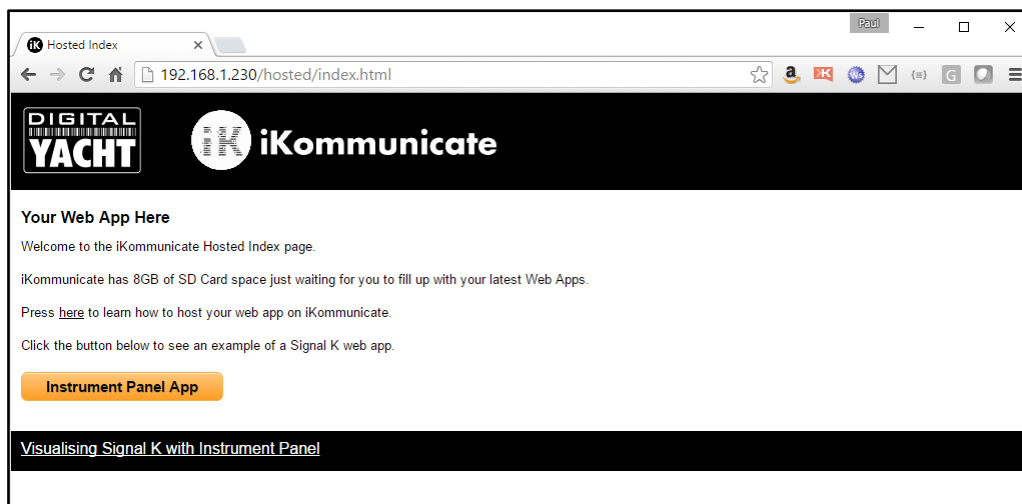 Paul
iK Hosted Index
192.168.1.230/hosted/index.html
DIGITAL
YACHT
iK iKommunicate
Your Web App Here
Welcome to the iKommunicate Hosted Index page.
iKommunicate has 8GB of SD Card space just waiting for you to fill up with your latest Web Apps.
Press here to learn how to host your web app on iKommunicate.
Click the button below to see an example of a Signal K web app.
Instrument Panel App
Visualising Signal K with Instrument Panel